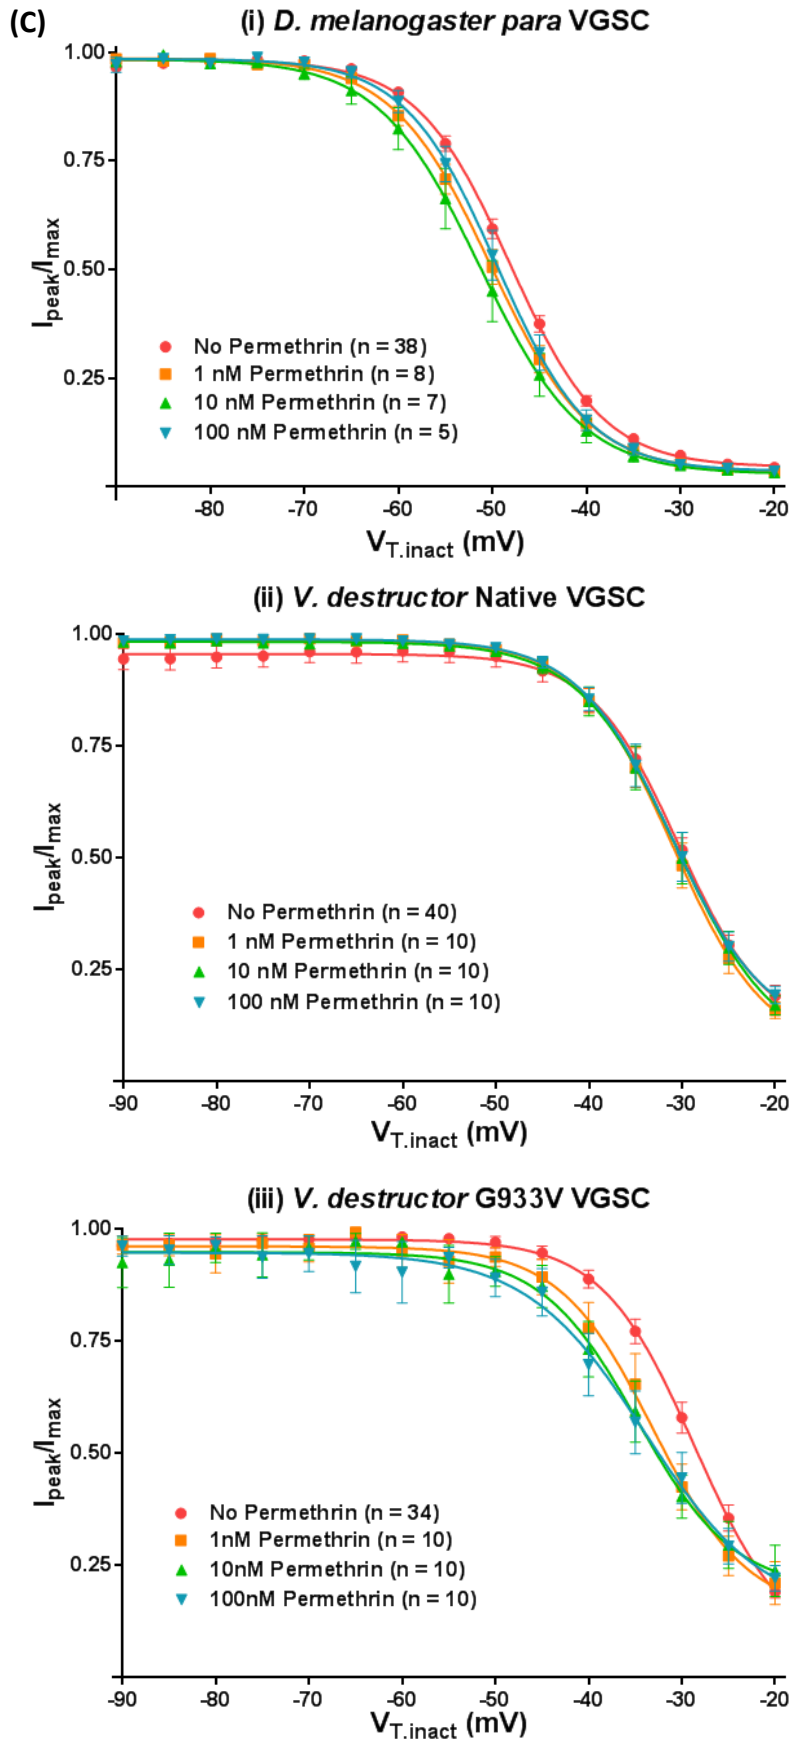 (C)
(i) D. melanogaster para VGSC
1.00
0.75
0.50
0.25
Ipeak/Imax
No Permethrin (n = 38)
1 nM Permethrin (n = 8)
10 nM Permethrin (n = 7)
100 nM Permethrin (n = 5)
-80 -70 -60 -50 -40 -30 -20
VT.inact (mV)
(ii) V. destructor Native VGSC
1.00
0.75
0.50
0.25
Ipeak/Imax
No Permethrin (n = 40)
1 nM Permethrin (n = 10)
10 nM Permethrin (n = 10)
100 nM Permethrin (n = 10)
-90 -80 -70 -60 -50 -40 -30 -20
VT.inact (mV)
(iii) V. destructor G933V VGSC
1.00
0.75
0.50
0.25
Ipeak/Imax
No Permethrin (n = 34)
1nM Permethrin (n = 10)
10nM Permethrin (n = 10)
100nM Permethrin (n = 10)
-90 -80 -70 -60 -50 -40 -30 -20
VT.inact (mV)